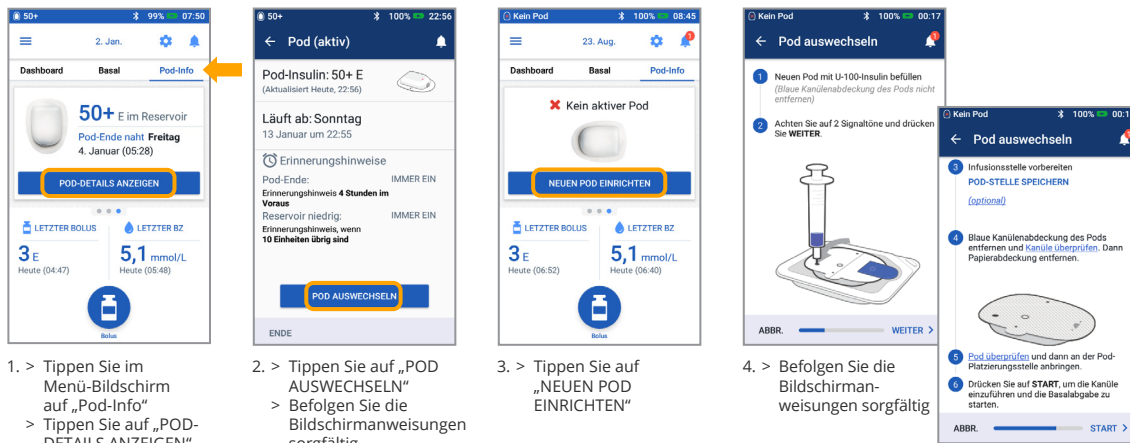 50+ 99% 07:50
2. Jan.
Dashboard Basal Pod-Info
50+ E im Reservoir
Pod-Ende naht Freitag
4. Januar (05:28)
POD-DETAILS ANZEIGEN
LETZTER BOLUS LETZTER BZ
3 E 5,1 mmol/L
Heute (04:47) Heute (05:48)
Bolus
1. > Tippen Sie im
Menü-Bildschirm
auf „Pod-Info“
> Tippen Sie auf „POD-
DETAILS ANZEIGEN“
50+ 100% 22:56
Pod (aktiv)
Pod-Insulin: 50+ E
(Aktualisiert Heute, 22:56)
Läuft ab: Sonntag
13 Januar um 22:55
Erinnerungshinweise
Pod-Ende: IMMER EIN
Erinnerungshinweis 4 Stunden im
Voraus
Reservoir niedrig: IMMER EIN
Erinnerungshinweis, wenn
10 Einheiten übrig sind
POD AUSWECHSELN
ENDE
2. > Tippen Sie auf „POD
AUSWECHSELN“
> Befolgen Sie die
Bildschirmanweisungen
sorgfältig
Kein Pod 100% 08:45
23. Aug.
Dashboard Basal Pod-Info
Kein aktiver Pod
NEUEN POD EINRICHTEN
LETZTER BOLUS LETZTER BZ
3 E 5,1 mmol/L
Heute (06:52) Heute (06:40)
Bolus
3. > Tippen Sie auf
„NEUEN POD
EINRICHTEN“
Kein Pod 100% 00:17
Pod auswechseln 1
1 Neuen Pod mit U-100-Insulin befüllen
(Blaue Kanülenabdeckung des Pods nicht
entfernen)
2 Achten Sie auf 2 Signaltöne und drücken
Sie WEITER.
ABBR. WEITER >
4. > Befolgen Sie die
Bildschirman-
weisungen sorgfältig
Kein Pod 100% 00:1
Pod auswechseln
3 Infusionsstelle vorbereiten
POD-STELLE SPEICHERN
(optional)
4 Blaue Kanülenabdeckung des Pods
entfernen und Kanüle überprüfen. Dann
Papierabdeckung entfernen.
5 Pod überprüfen und dann an der Pod-
Platzierungsstelle anbringen.
6 Drücken Sie auf START, um die Kanüle
einzuführen und die Basalabgabe zu
starten.
ABBR. START >